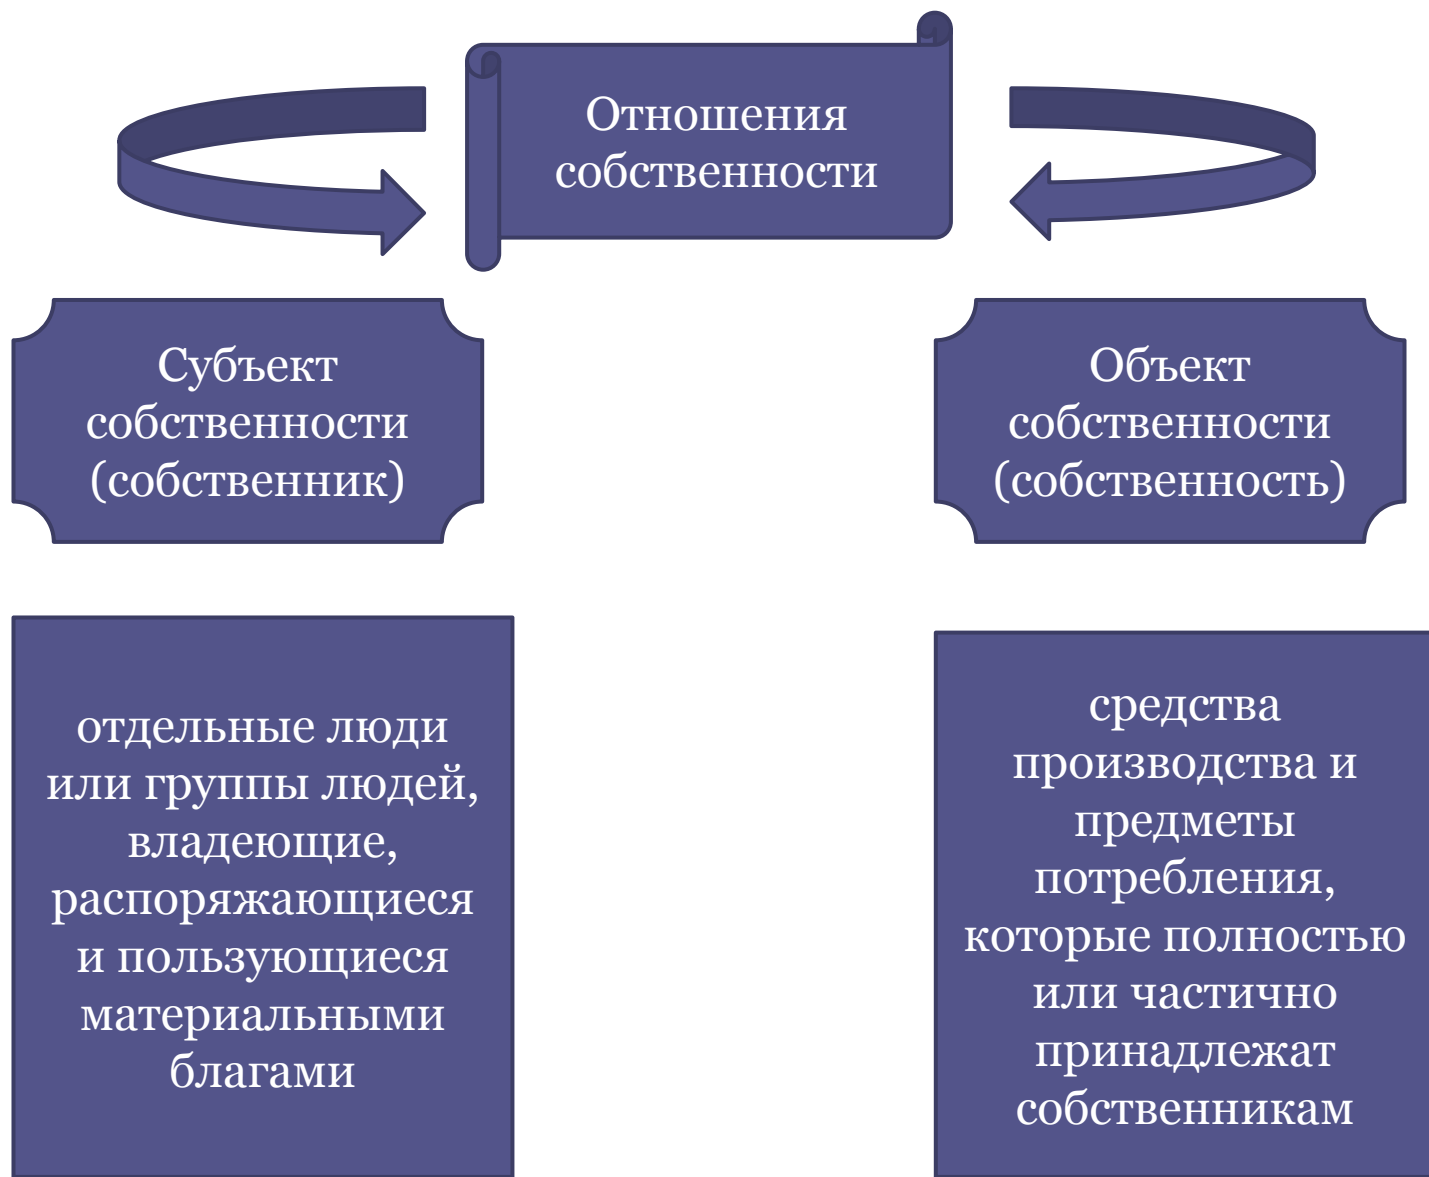 Отношения
собственности
Субъект
собственности
(собственник)
Объект
собственности
(собственность)
отдельные люди
или группы людей,
владеющие,
распоряжающиеся
и пользующиеся
материальными
благами
средства
производства и
предметы
потребления,
которые полностью
или частично
принадлежат
собственникам